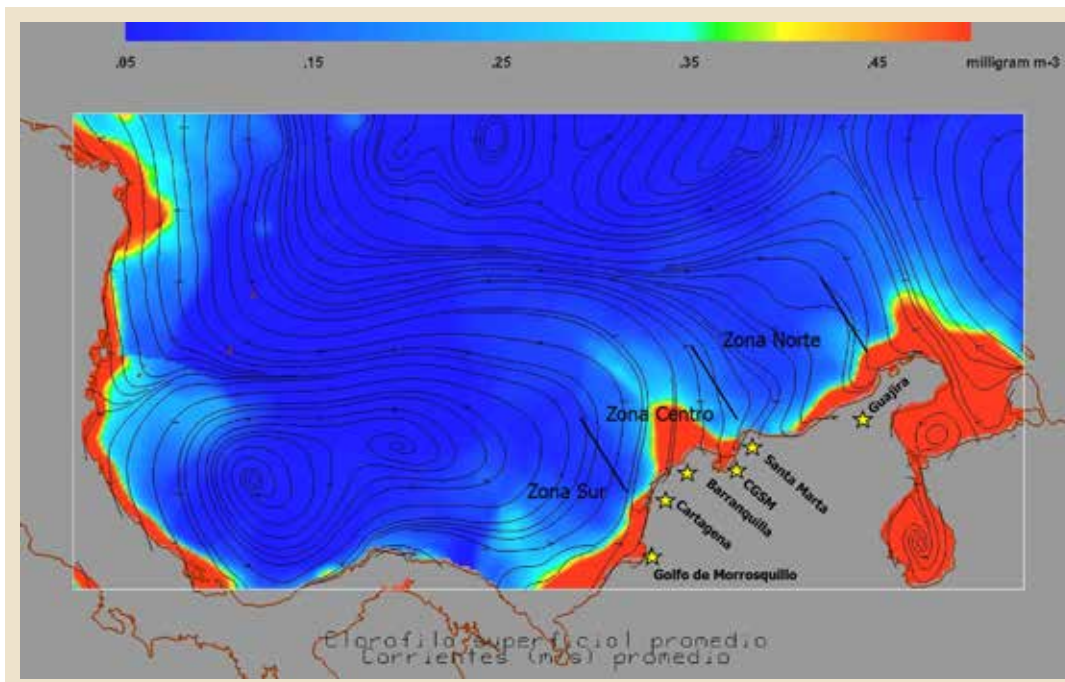 .05 .15 .25 .35 .45 milligram m-3
Zona Norte
Zona Centro
Zona Sur
Guajira
Santa Marta
CGSM
Barranquilla
Cartagena
Golfo de Morrosquillo
Clorofila superficial promedio
Corrientes (m/s) promedio